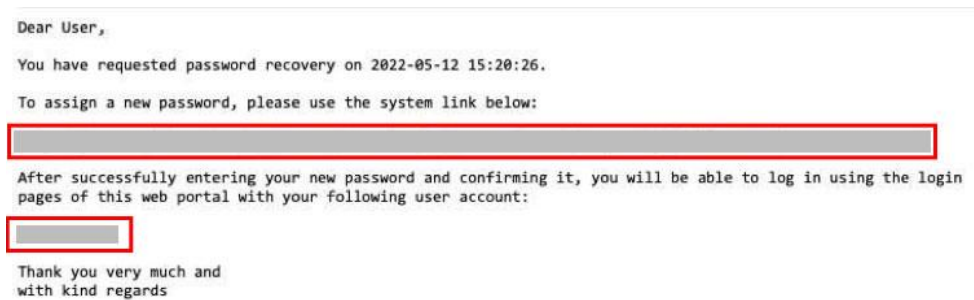 Dear User,
You have requested password recovery on 2022-05-12 15:20:26.
To assign a new password, please use the system link below:
After successfully entering your new password and confirming it, you will be able to log in using the login
pages of this web portal with your following user account:
Thank you very much and
with kind regards